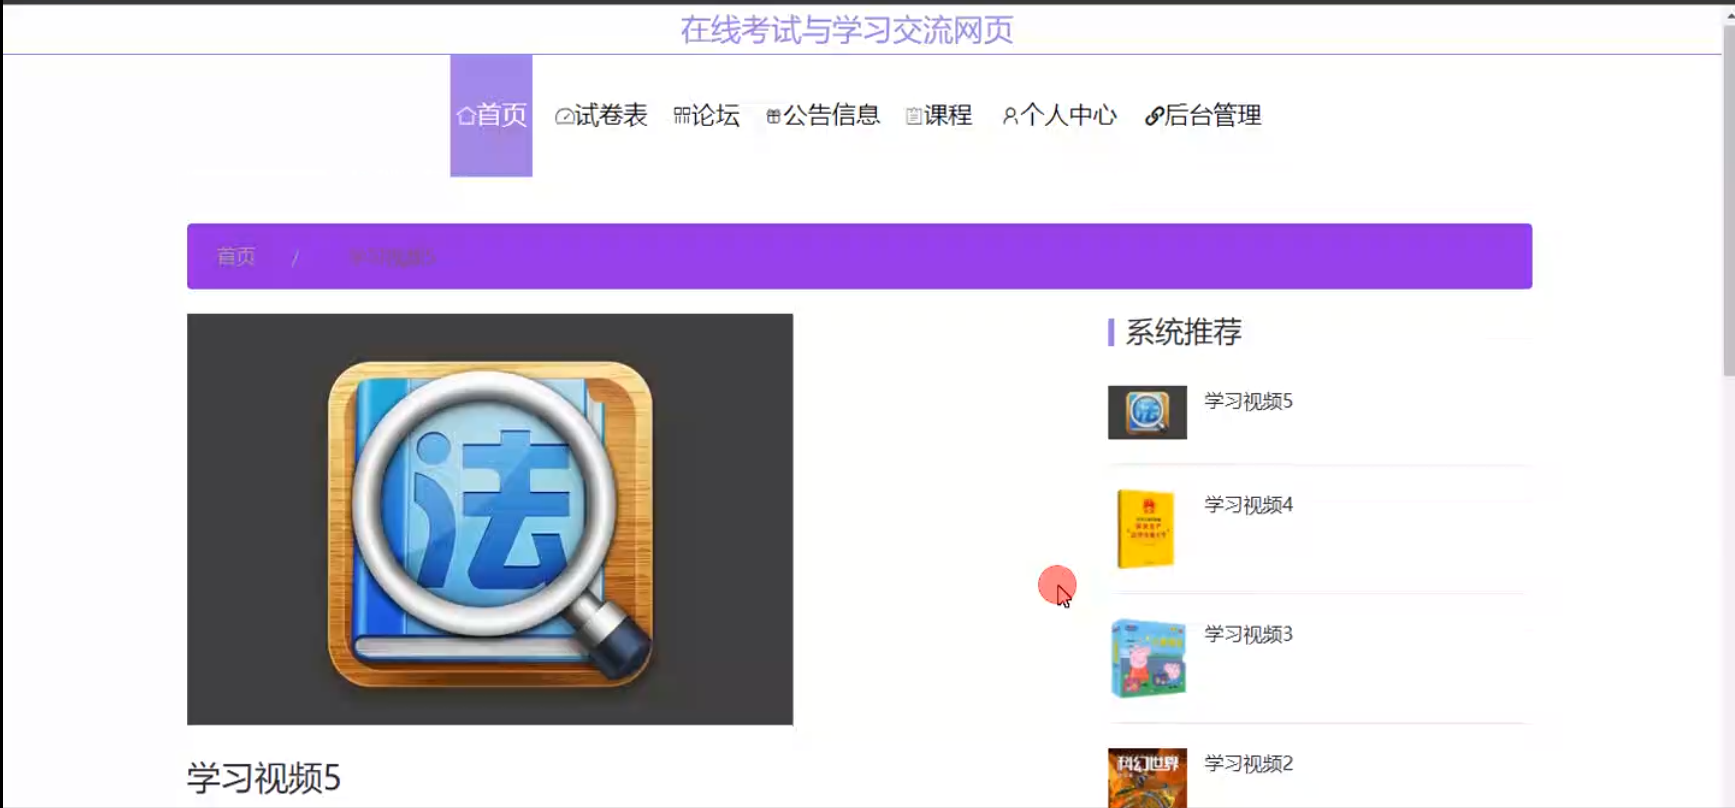 在线考试与学习交流网页
首页 试卷表 论坛 公告信息 课程 个人中心 后台管理
首页 / 学习视频5
法
系统推荐
学习视频5
法
学习视频4
学习视频3
科幻世界
学习视频2
学习视频5